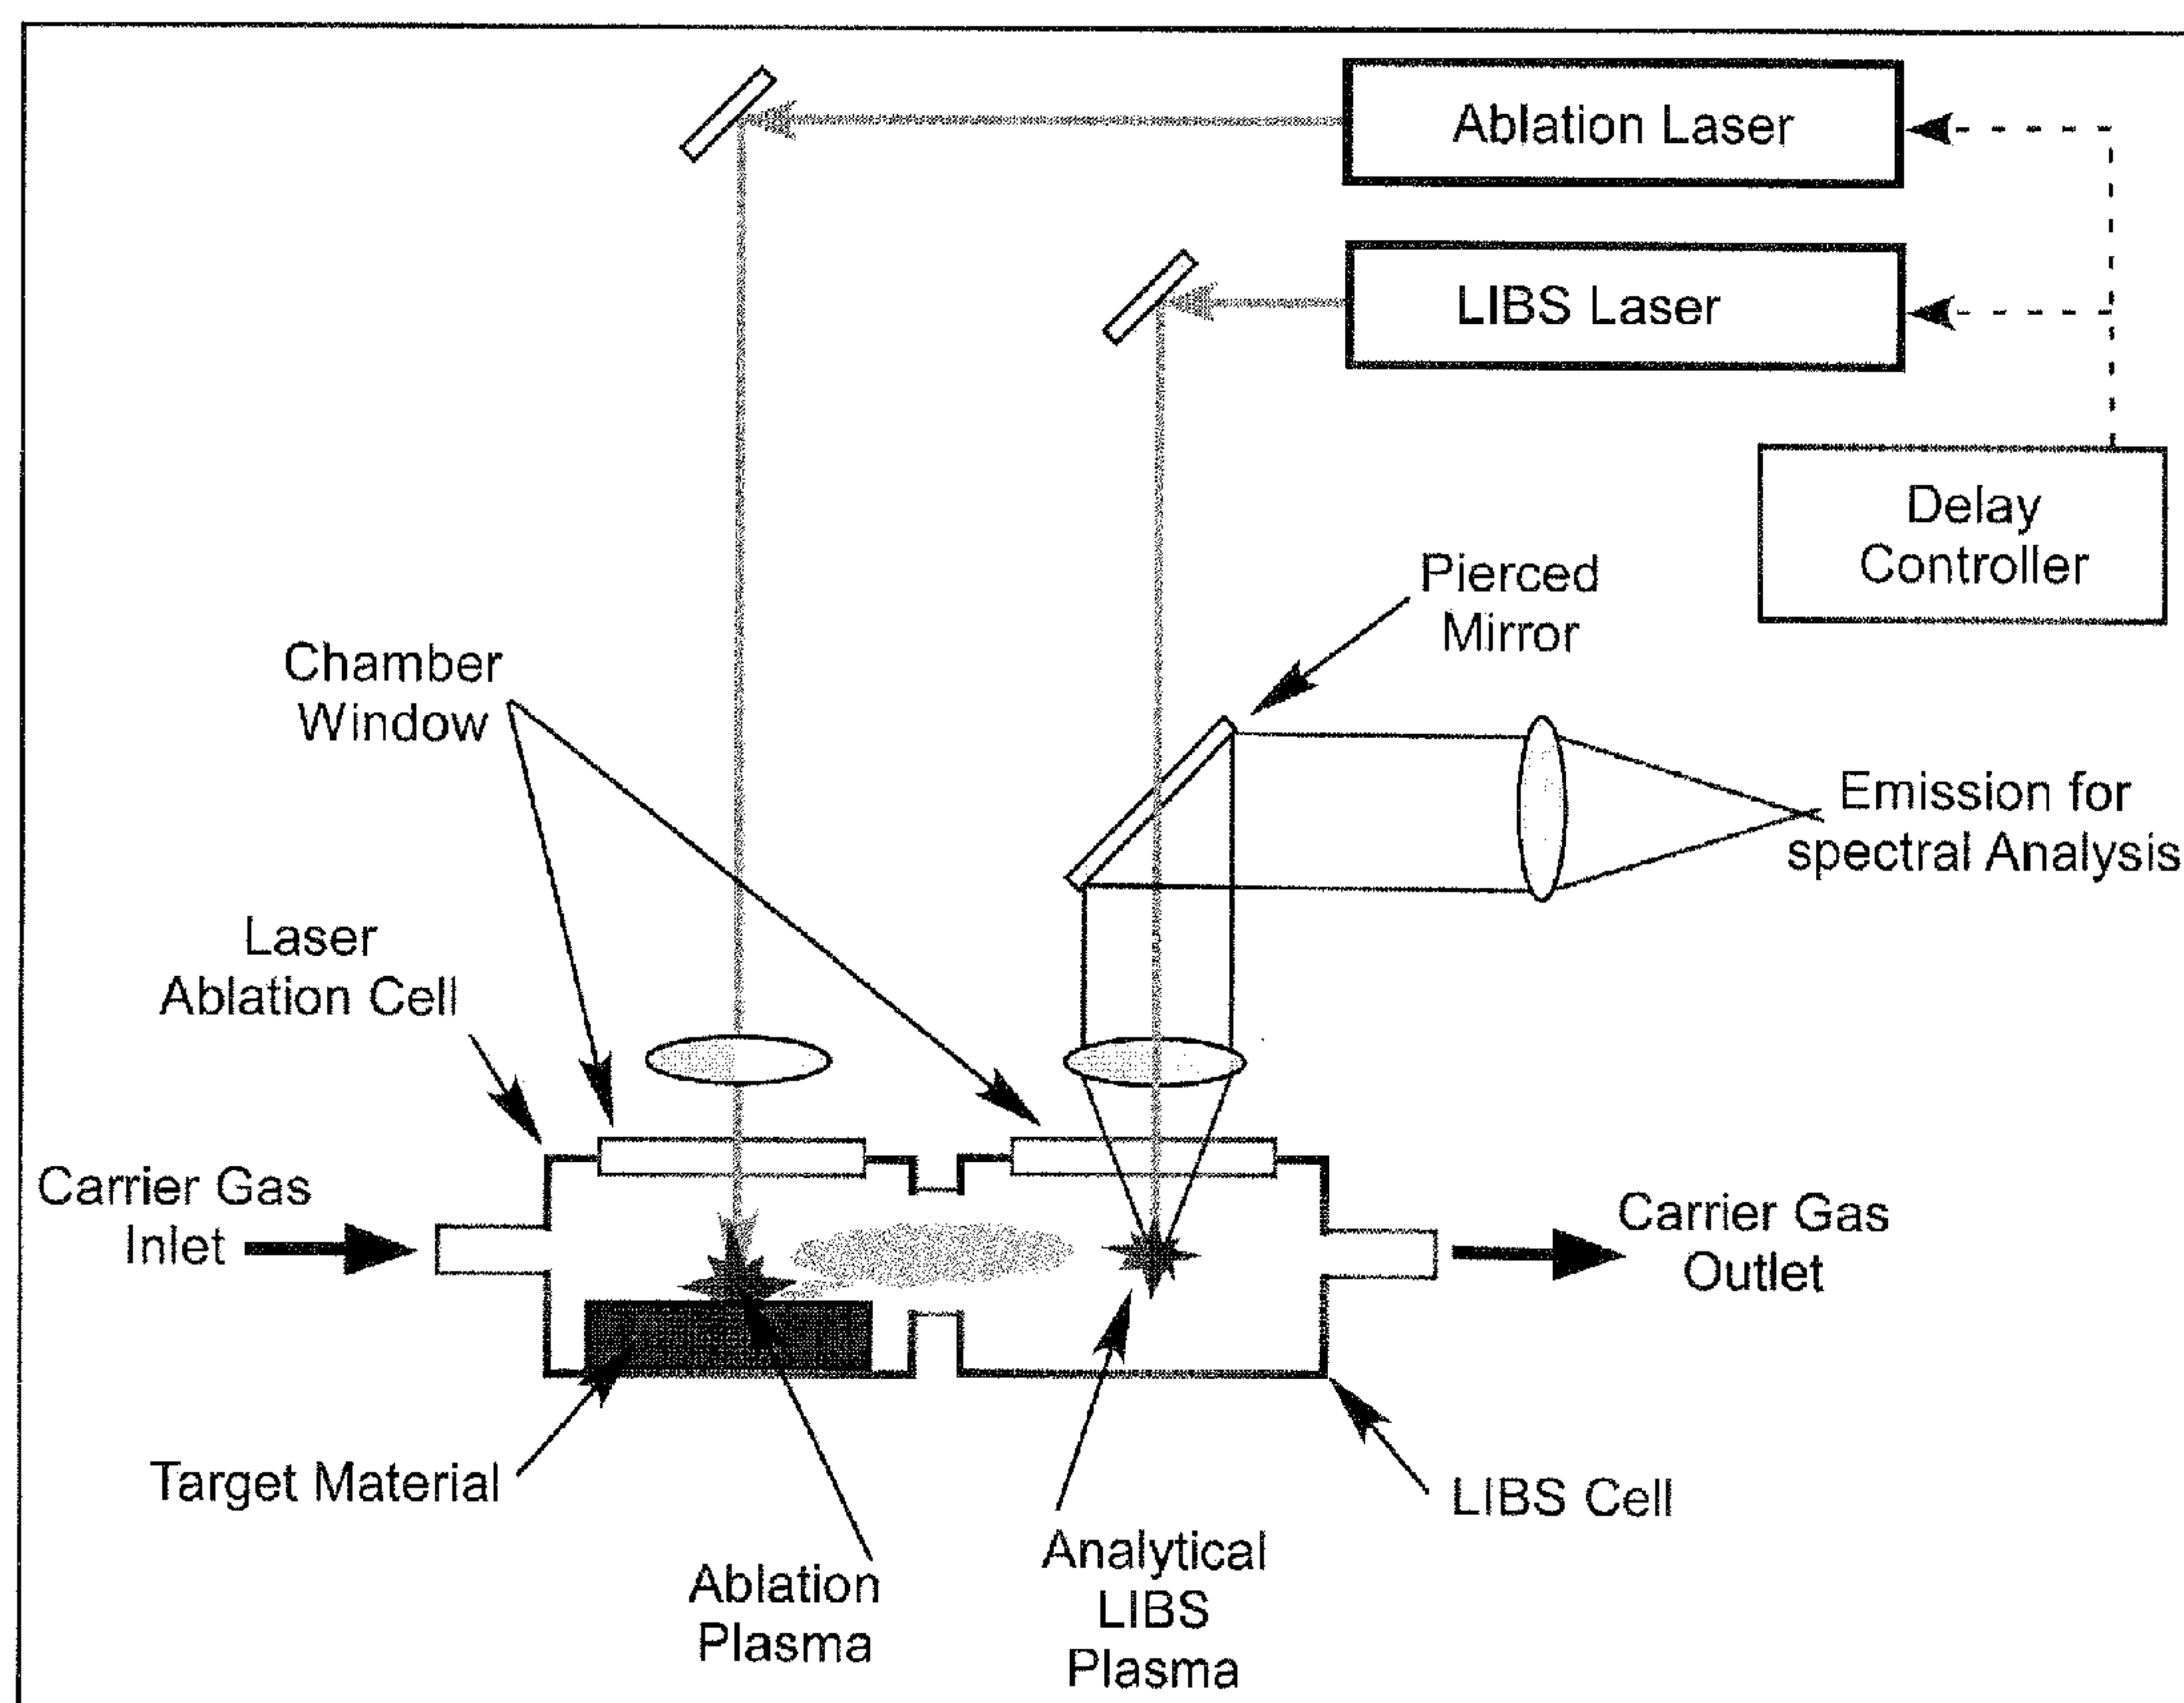 Ablation Laser
LIBS Laser
Delay
Controller
Pierced
Mirror
Chamber
Window
Emission for
spectral Analysis
Laser
Ablation Cell
Carrier Gas
Inlet
Carrier Gas
Outlet
Target Material
LIBS Cell
Ablation
Plasma
Analytical
LIBS
Plasma